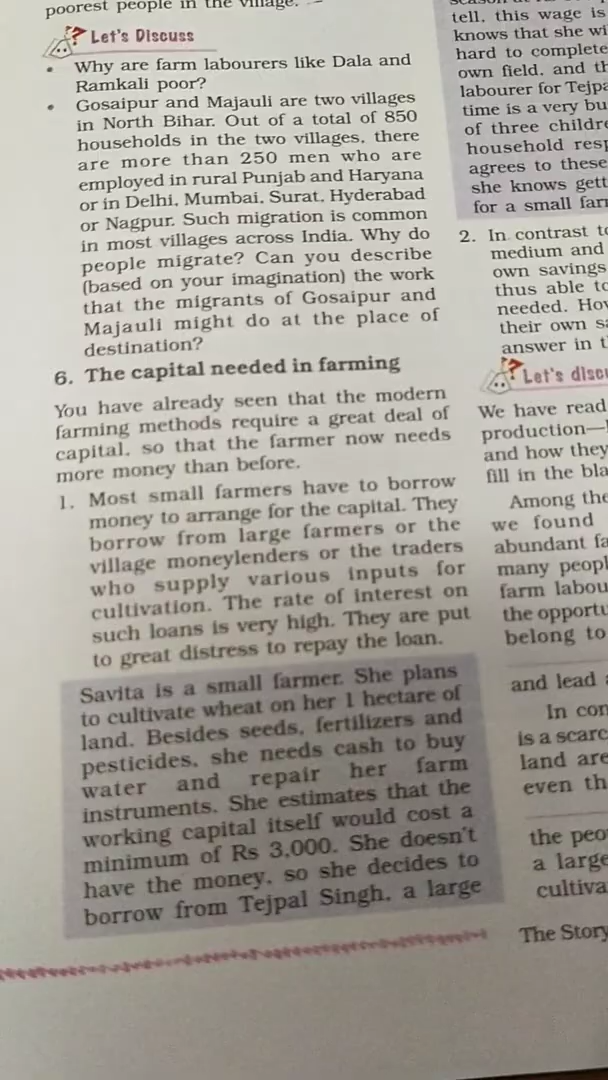 poorest people in the village.
Let's Discuss
• Why are farm labourers like Dala and
Ramkali poor?
• Gosaipur and Majauli are two villages
in North Bihar. Out of a total of 850
households in the two villages, there
are more than 250 men who are
employed in rural Punjab and Haryana
or in Delhi, Mumbai, Surat, Hyderabad
or Nagpur. Such migration is common
in most villages across India. Why do
people migrate? Can you describe
(based on your imagination) the work
that the migrants of Gosaipur and
Majauli might do at the place of
destination?
6. The capital needed in farming
You have already seen that the modern
farming methods require a great deal of
capital, so that the farmer now needs
more money than before.
1. Most small farmers have to borrow
money to arrange for the capital. They
borrow from large farmers or the
village moneylenders or the traders
who supply various inputs for
cultivation. The rate of interest on
such loans is very high. They are put
to great distress to repay the loan.
Savita is a small farmer. She plans
to cultivate wheat on her 1 hectare of
land. Besides seeds, fertilizers and
pesticides, she needs cash to buy
water and repair her farm
instruments. She estimates that the
working capital itself would cost a
minimum of Rs 3,000. She doesn't
have the money, so she decides to
borrow from Tejpal Singh, a large
tell, this wage is
knows that she wi
hard to complete
own field, and th
labourer for Tejpa
time is a very bu
of three childre
household resp
agrees to these
she knows gett
for a small farm
2. In contrast to
medium and
own savings
thus able to
needed. How
their own sa
answer in t
Let's discu
We have read
production—
and how they
fill in the bla
Among the
we found
abundant fa
many peopl
farm labou
the opportu
belong to
and lead
In con
is a scarc
land are
even th
the peo
a large
cultiva
The Story